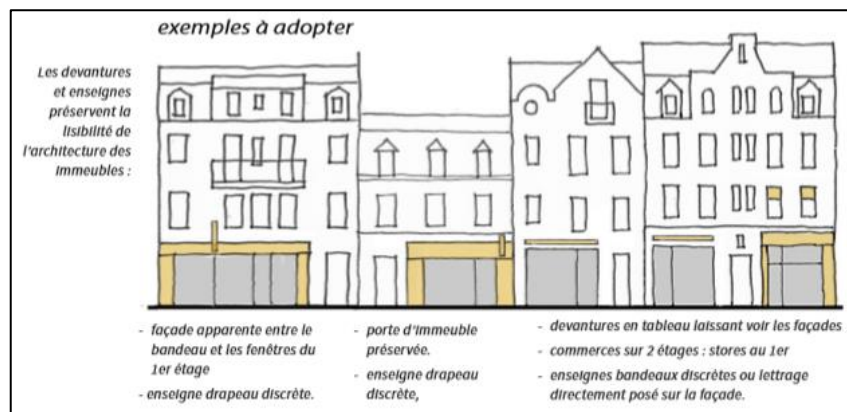 exemples à adopter
Les devantures
et enseignes
préservent la
lisibilité de
l'architecture des
immeubles :
- façade apparente entre le
bandeau et les fenêtres du
1er étage
- enseigne drapeau discrète.
- porte d'immeuble
préservée.
- enseigne drapeau
discrète,
- devantures en tableau laissant voir les façades
- commerces sur 2 étages : stores au 1er
- enseignes bandeaux discrètes ou lettrage
directement posé sur la façade.